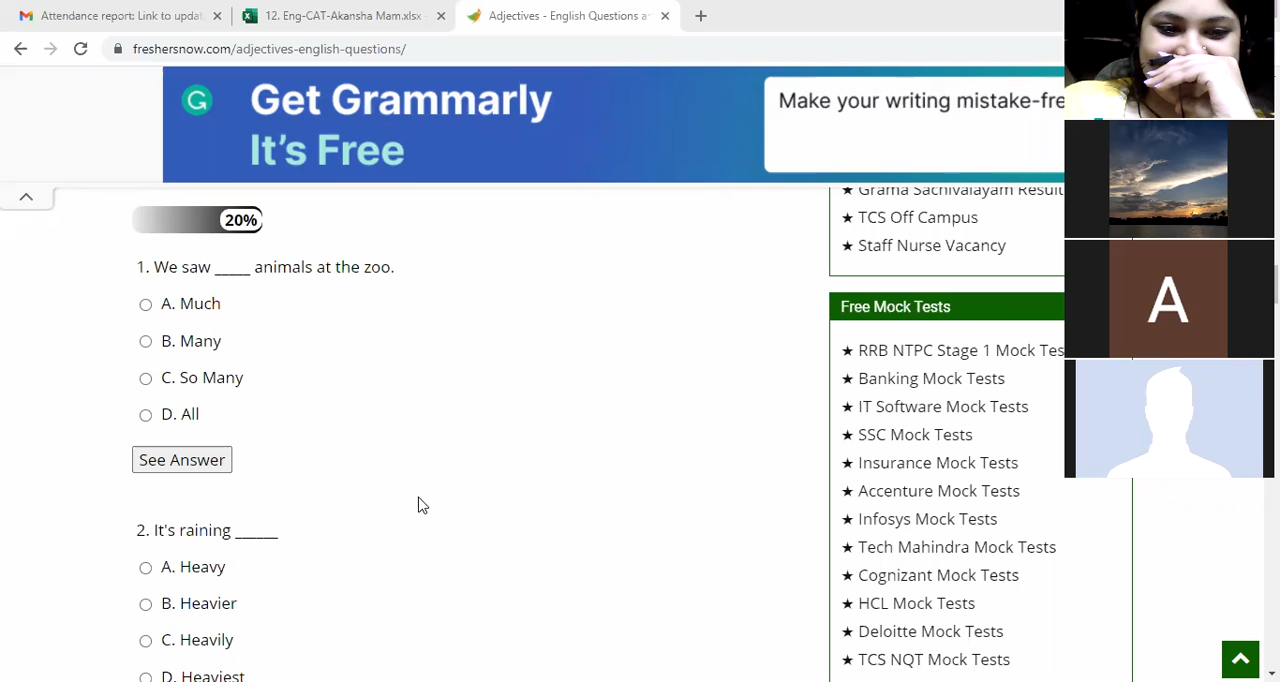 Attendance report: Link to updat
12. Eng-CAT-Akansha Mam.xlsx -
Adjectives - English Questions a
freshersnow.com/adjectives-english-questions/
G
Get Grammarly
It's Free
Make your writing mistake-fre
20%
1. We saw _____ animals at the zoo.
A. Much
B. Many
C. So Many
D. All
See Answer
2. It's raining ______
A. Heavy
B. Heavier
C. Heavily
D. Heaviest
★ Grama Sachivalayam Result
★ TCS Off Campus
★ Staff Nurse Vacancy
Free Mock Tests
★ RRB NTPC Stage 1 Mock Tes
★ Banking Mock Tests
★ IT Software Mock Tests
★ SSC Mock Tests
★ Insurance Mock Tests
★ Accenture Mock Tests
★ Infosys Mock Tests
★ Tech Mahindra Mock Tests
★ Cognizant Mock Tests
★ HCL Mock Tests
★ Deloitte Mock Tests
★ TCS NQT Mock Tests
A